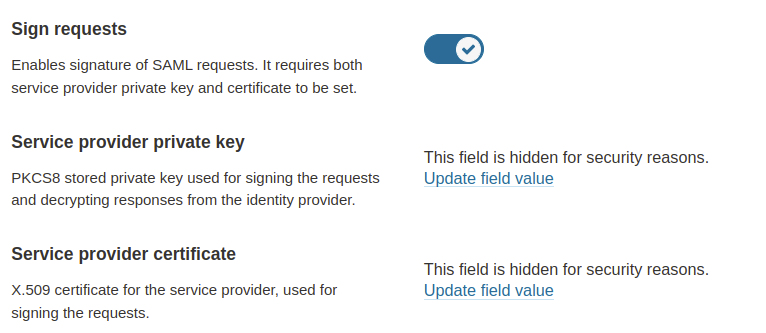 Sign requests
Enables signature of SAML requests. It requires both
service provider private key and certificate to be set.
Service provider private key
PKCS8 stored private key used for signing the requests
and decrypting responses from the identity provider.
This field is hidden for security reasons.
Update field value
Service provider certificate
X.509 certificate for the service provider, used for
signing the requests.
This field is hidden for security reasons.
Update field value